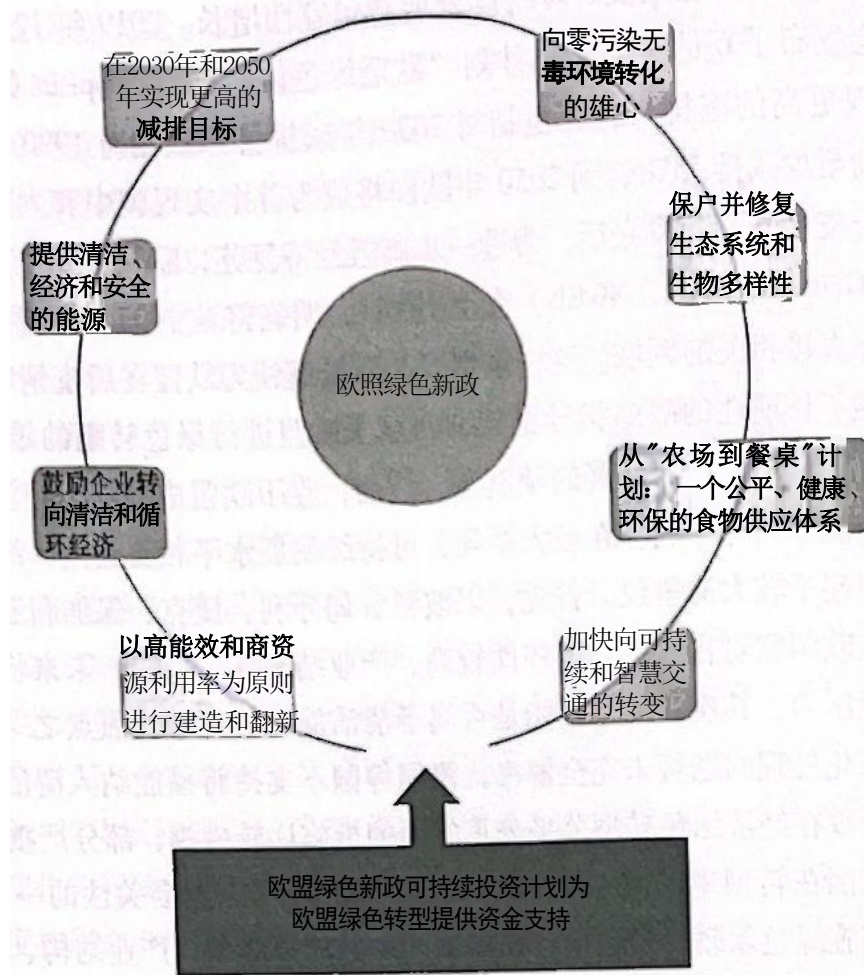 在2030年和2050
年实现更高的
减排目标
向零污染无
毒环境转化
的雄心
提供清洁、
经济和安全
的能源
保户并修复
生态系统和
生物多样性
欧照绿色新政
鼓励企业转
向清洁和循
环经济
从"农场到餐桌"计
划：一个公平、健康、
环保的食物供应体系
以高能效和商资
源利用率为原则
进行建造和翻新
加快向可持
续和智慧交
通的转变
欧盟绿色新政可持续投资计划为
欧盟绿色转型提供资金支持